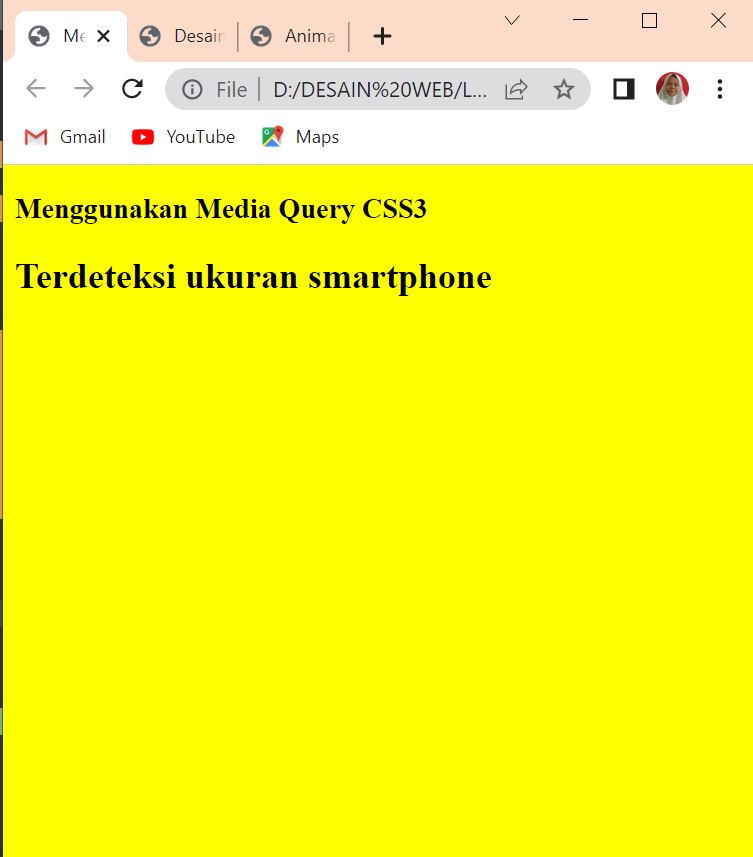 Me
Desain
Anima
File
D:/DESAIN%20WEB/L...
Gmail
YouTube
Maps
Menggunakan Media Query CSS3
Terdeteksi ukuran smartphone